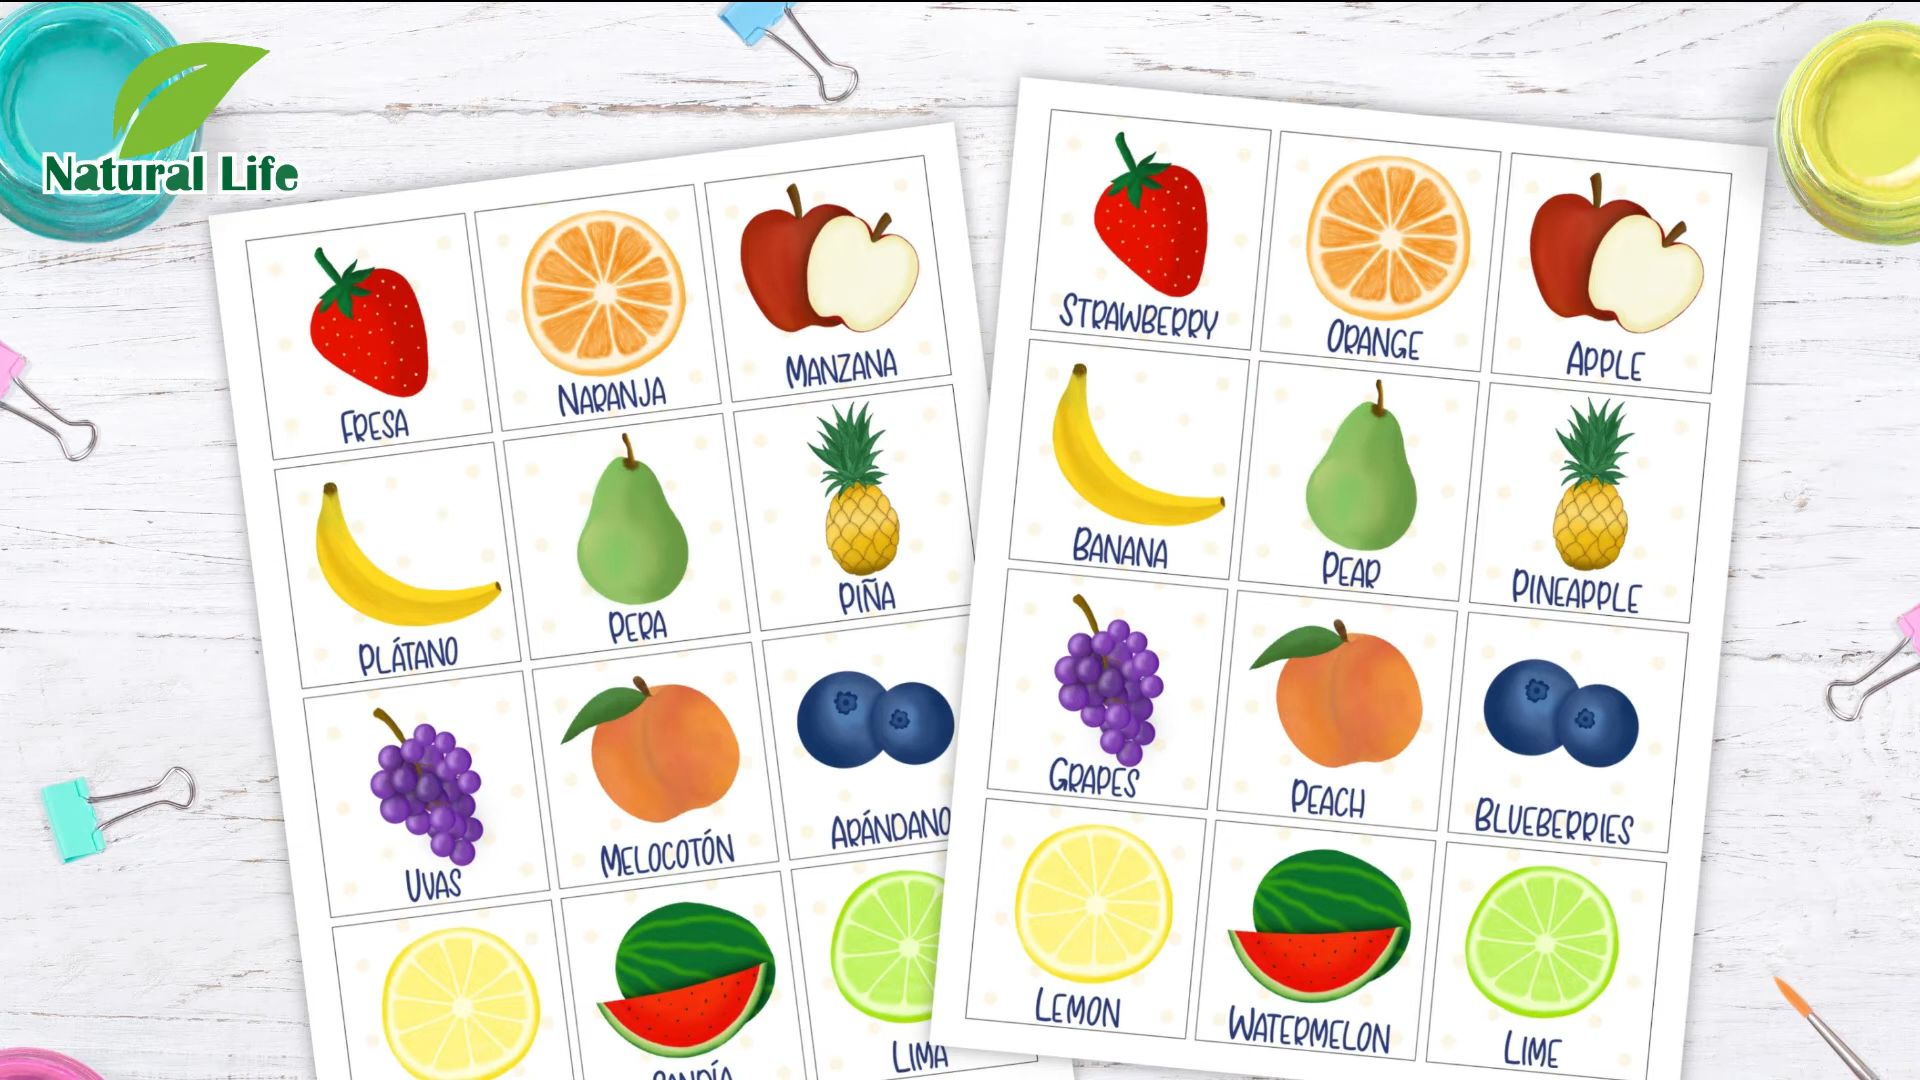 Natural Life
FRESA
NARANJA
MANZANA
PLÁTANO
PERA
PIÑA
UVAS
MELOCOTÓN
ARÁNDANO
LIMA
STRAWBERRY
ORANGE
APPLE
BANANA
PEAR
PINEAPPLE
GRAPES
PEACH
BLUEBERRIES
LEMON
WATERMELON
LIME